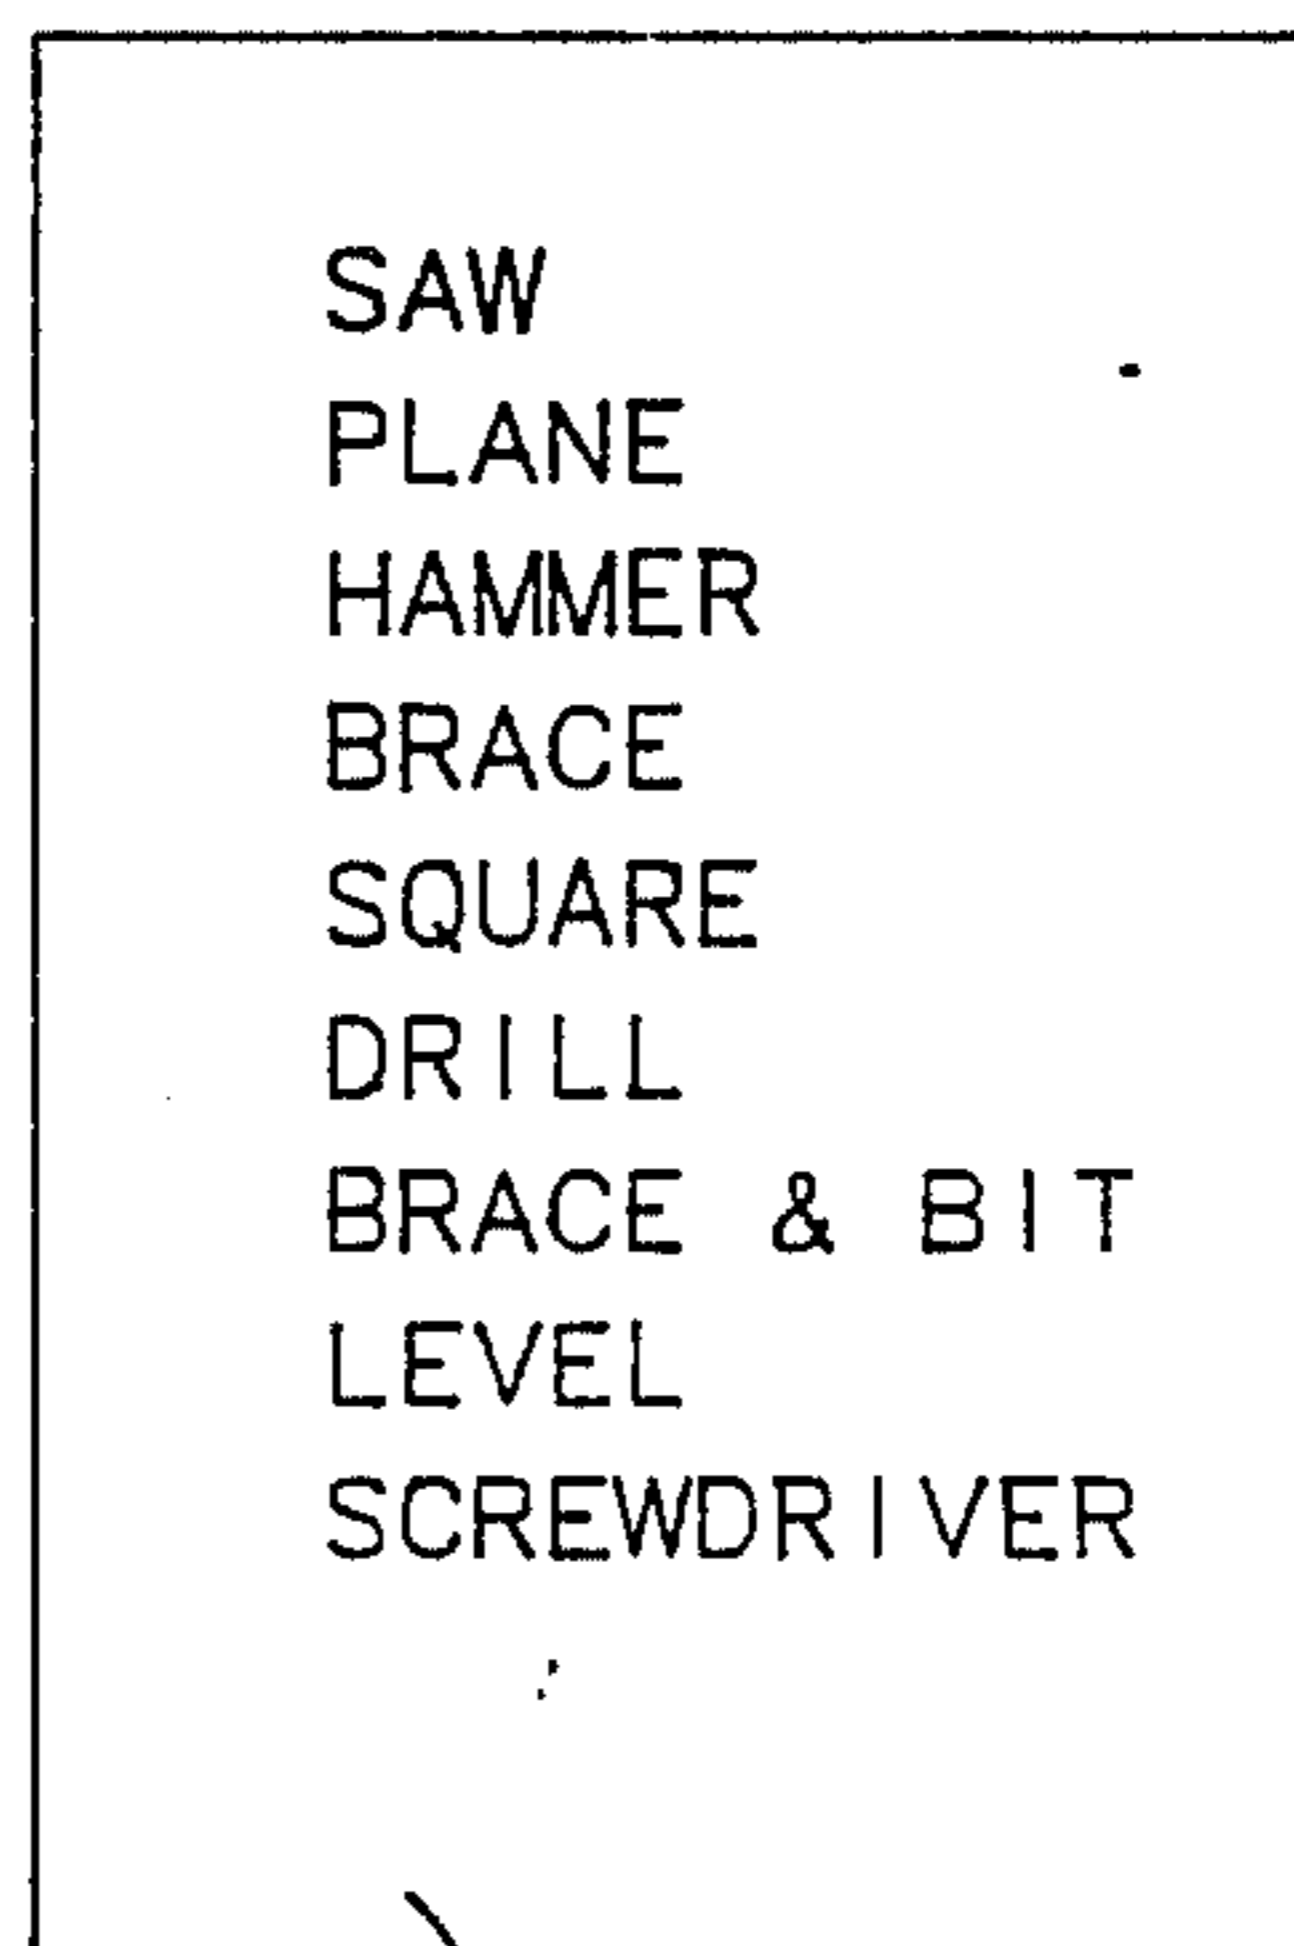 SAW
PLANE
HAMMER
BRACE
SQUARE
DRILL
BRACE & BIT
LEVEL
SCREWDRIVER